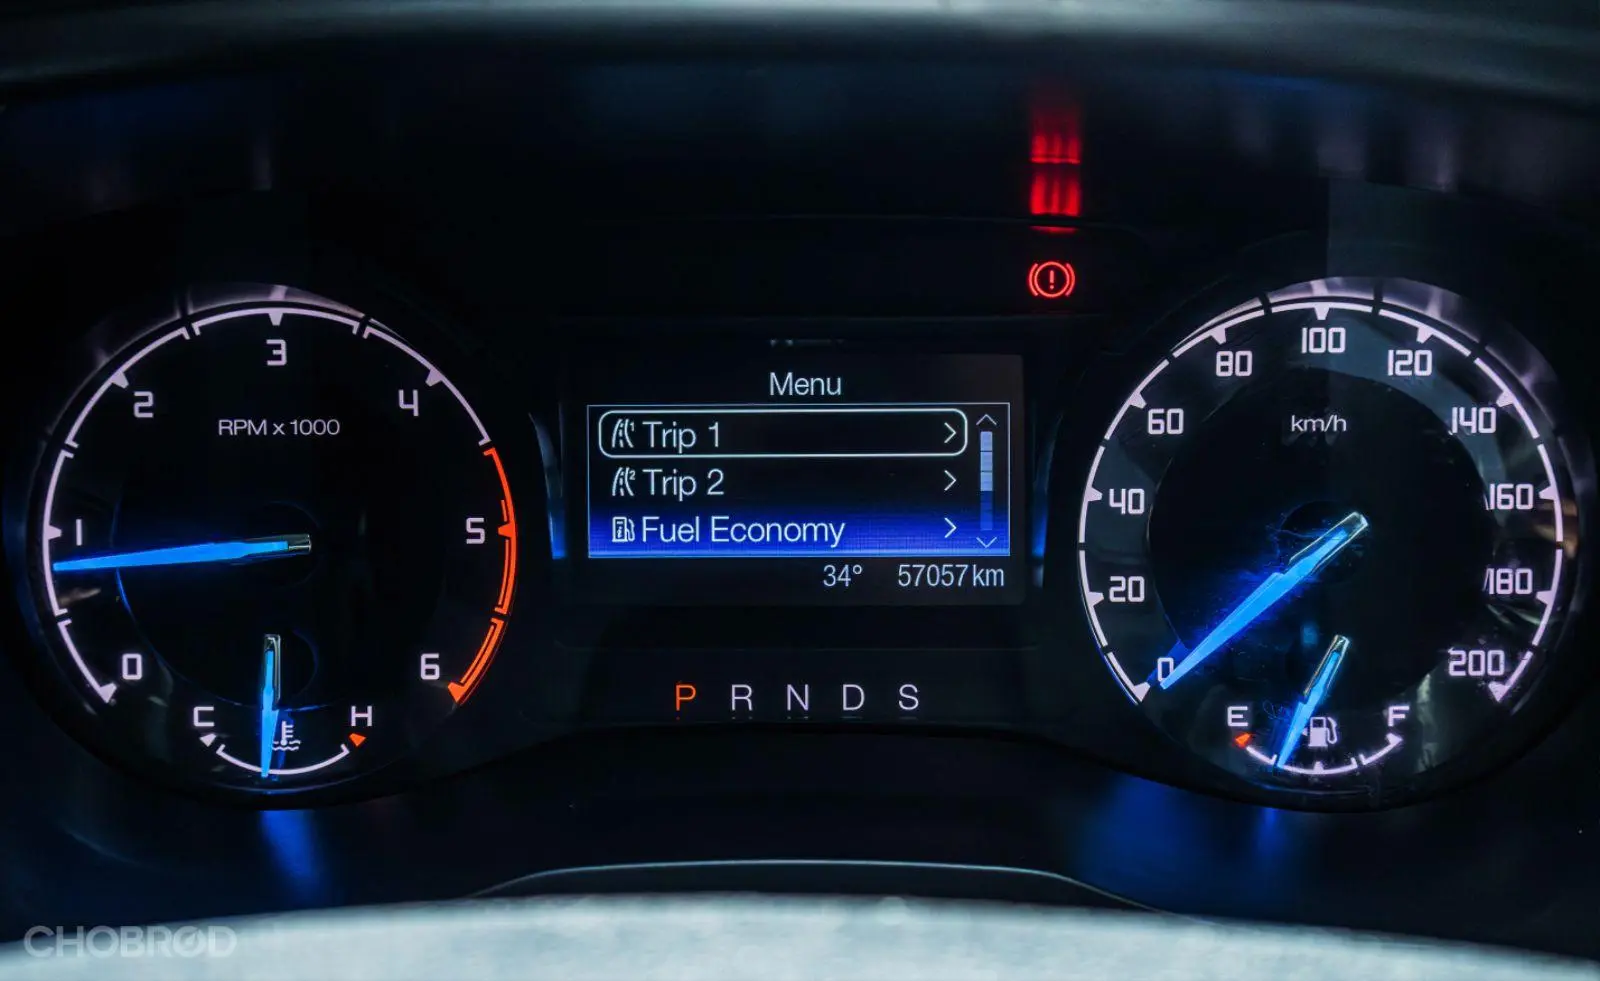 3
2
4
RPM x 1000
1
5
0
6
C
H
Menu
Trip 1
Trip 2
Fuel Economy
34° 57057 km
P R N D S
100
80
120
60
140
km/h
40
160
20
180
0
200
E
F
CHOBROD